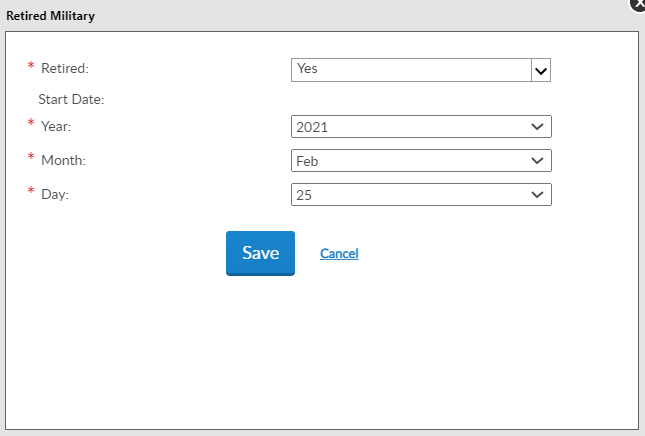 Retired Military
* Retired: Yes
Start Date:
* Year: 2021
* Month: Feb
* Day: 25
Save Cancel